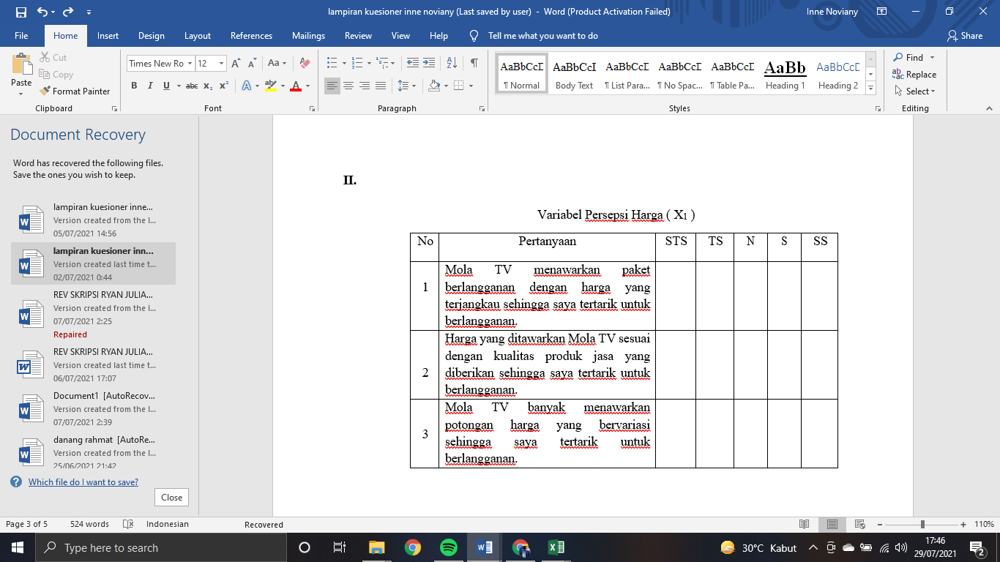 lampiran kuesioner inne noviany (Last saved by user) - Word (Product Activation Failed)
Inne Noviany
File Home Insert Design Layout References Mailings Review View Help Tell me what you want to do Share
Paste
Cut
Copy
Format Painter
Clipboard
Times New Ro 12
Aa
B I U abc x₂ x²
A aby A
Font
Paragraph
AaBbCcI AaBbCcI AaBbCcI AaBbCcI AaBbCcI AaBb AaBbCcI
¶ Normal Body Text ¶ List Para... ¶ No Spac... ¶ Table Pa... Heading 1 Heading 2
Styles
Find
Replace
Select
Editing
Document Recovery
Word has recovered the following files.
Save the ones you wish to keep.
lampiran kuesioner inne...
Version created from the l...
05/07/2021 14:56
lampiran kuesioner inn...
Version created last time t...
02/07/2021 0:44
REV SKRIPSI RYAN JULIA...
Version created from the l...
07/07/2021 2:25
Repaired
REV SKRIPSI RYAN JULIA...
Version created last time t...
06/07/2021 17:07
Document1 [AutoRecov...
Version created from the l...
07/07/2021 2:39
danang rahmat [AutoRe...
Version created from the l...
25/06/2021 21:42
Which file do I want to save?
Close
II.
Variabel Persepsi Harga ( X1 )
No Pertanyaan STS TS N S SS
1
Mola TV menawarkan paket
berlangganan dengan harga yang
terjangkau sehingga saya tertarik untuk
berlangganan.
2
Harga yang ditawarkan Mola TV sesuai
dengan kualitas produk jasa yang
diberikan sehingga saya tertarik untuk
berlangganan.
3
Mola TV banyak menawarkan
potongan harga yang bervariasi
sehingga saya tertarik untuk
berlangganan.
Page 3 of 5 524 words Indonesian Recovered 110%
Type here to search
30°C Kabut
17:46
29/07/2021
2